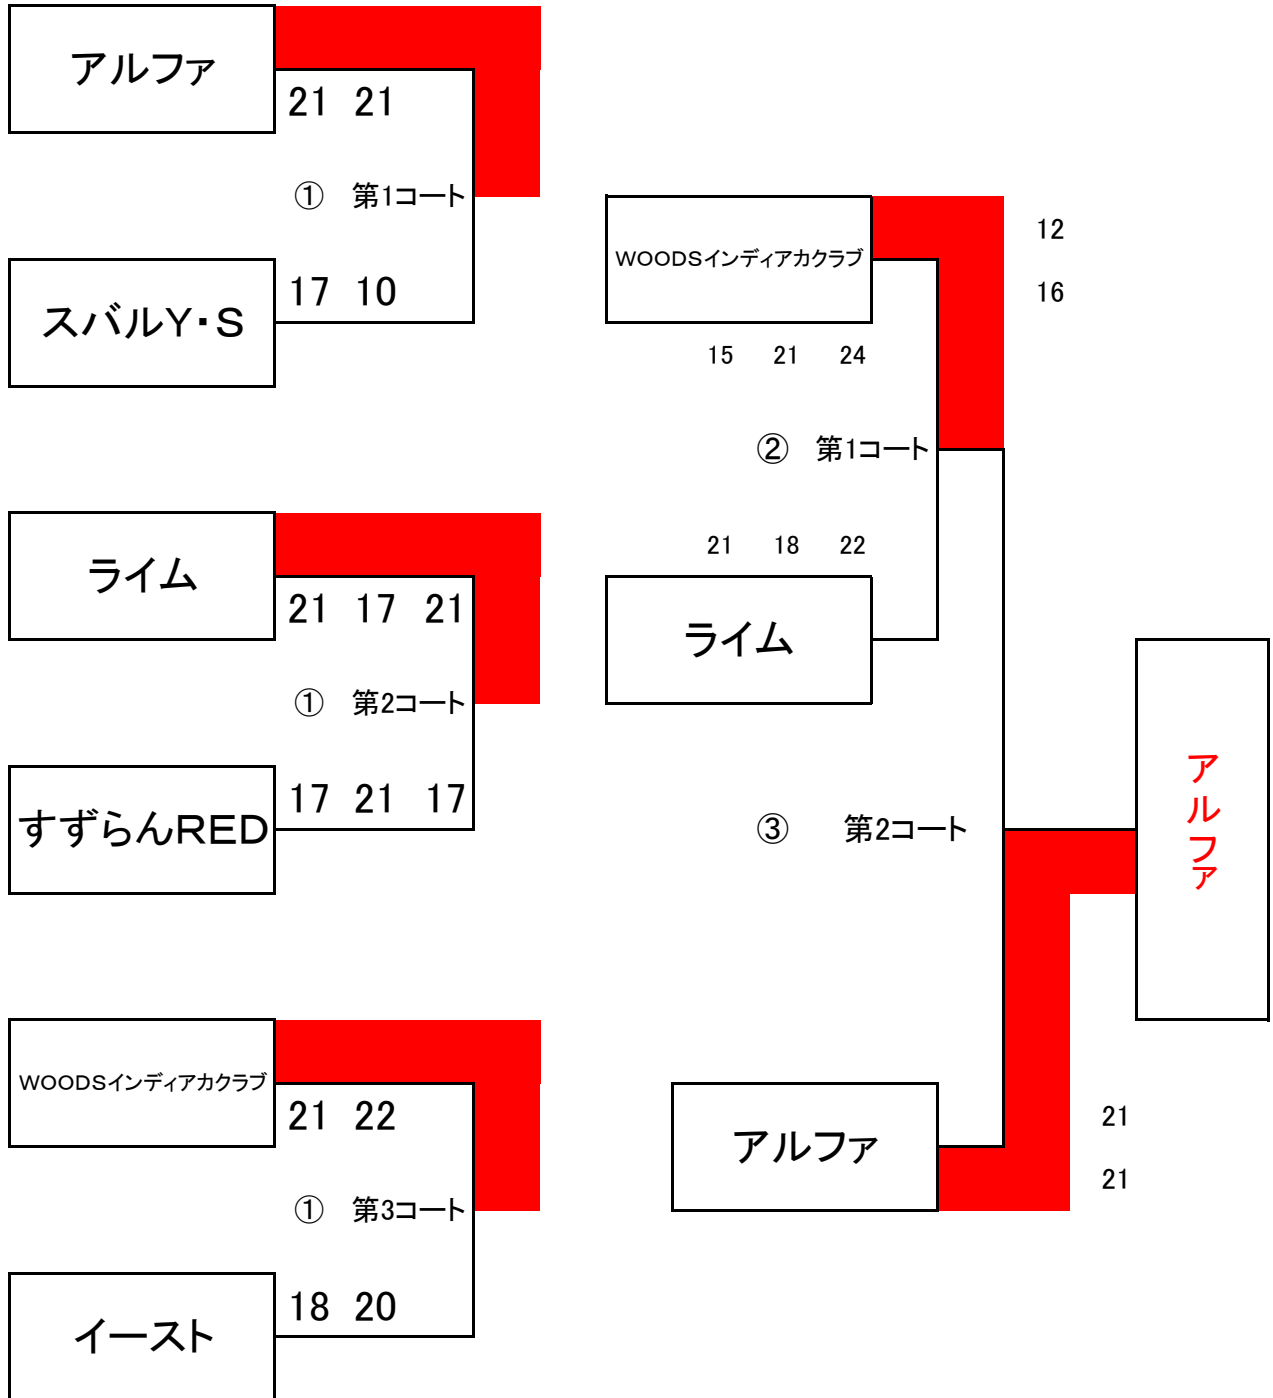 アルファ
21 21
① 第1コート
17 10
スバルY・S
ライム
21 17 21
① 第2コート
17 21 17
すずらんRED
WOODSインディアカクラブ
21 22
① 第3コート
18 20
イースト
WOODSインディアカクラブ
12
16
15 21 24
② 第1コート
21 18 22
ライム
③ 第2コート
アルファ
21
21
アルファ